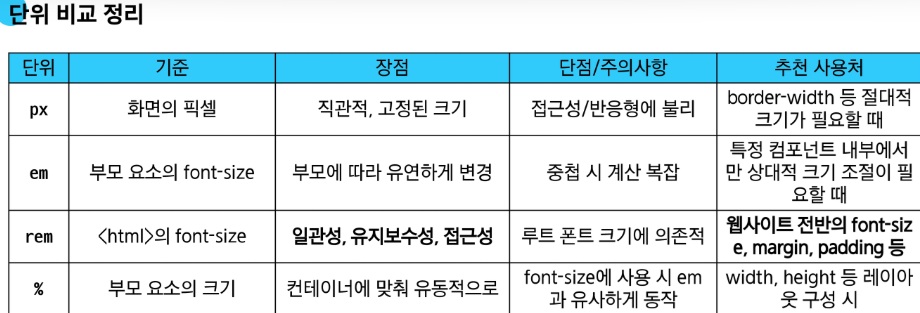 단위 비교 정리
단위 기준 장점 단점/주의사항 추천 사용처
px 화면의 픽셀 직관적, 고정된 크기 접근성/반응형에 불리 border-width 등 절대적
크기가 필요할 때
em 부모 요소의 font-size 부모에 따라 유연하게 변경 중첩 시 계산 복잡 특정 컴포넌트 내부에서
만 상대적 크기 조절이 필
요할 때
rem <html>의 font-size 일관성, 유지보수성, 접근성 루트 폰트 크기에 의존적 웹사이트 전반의 font-siz
e, margin, padding 등
% 부모 요소의 크기 컨테이너에 맞춰 유동적으로 font-size에 사용 시 em
과 유사하게 동작 width, height 등 레이아
웃 구성 시